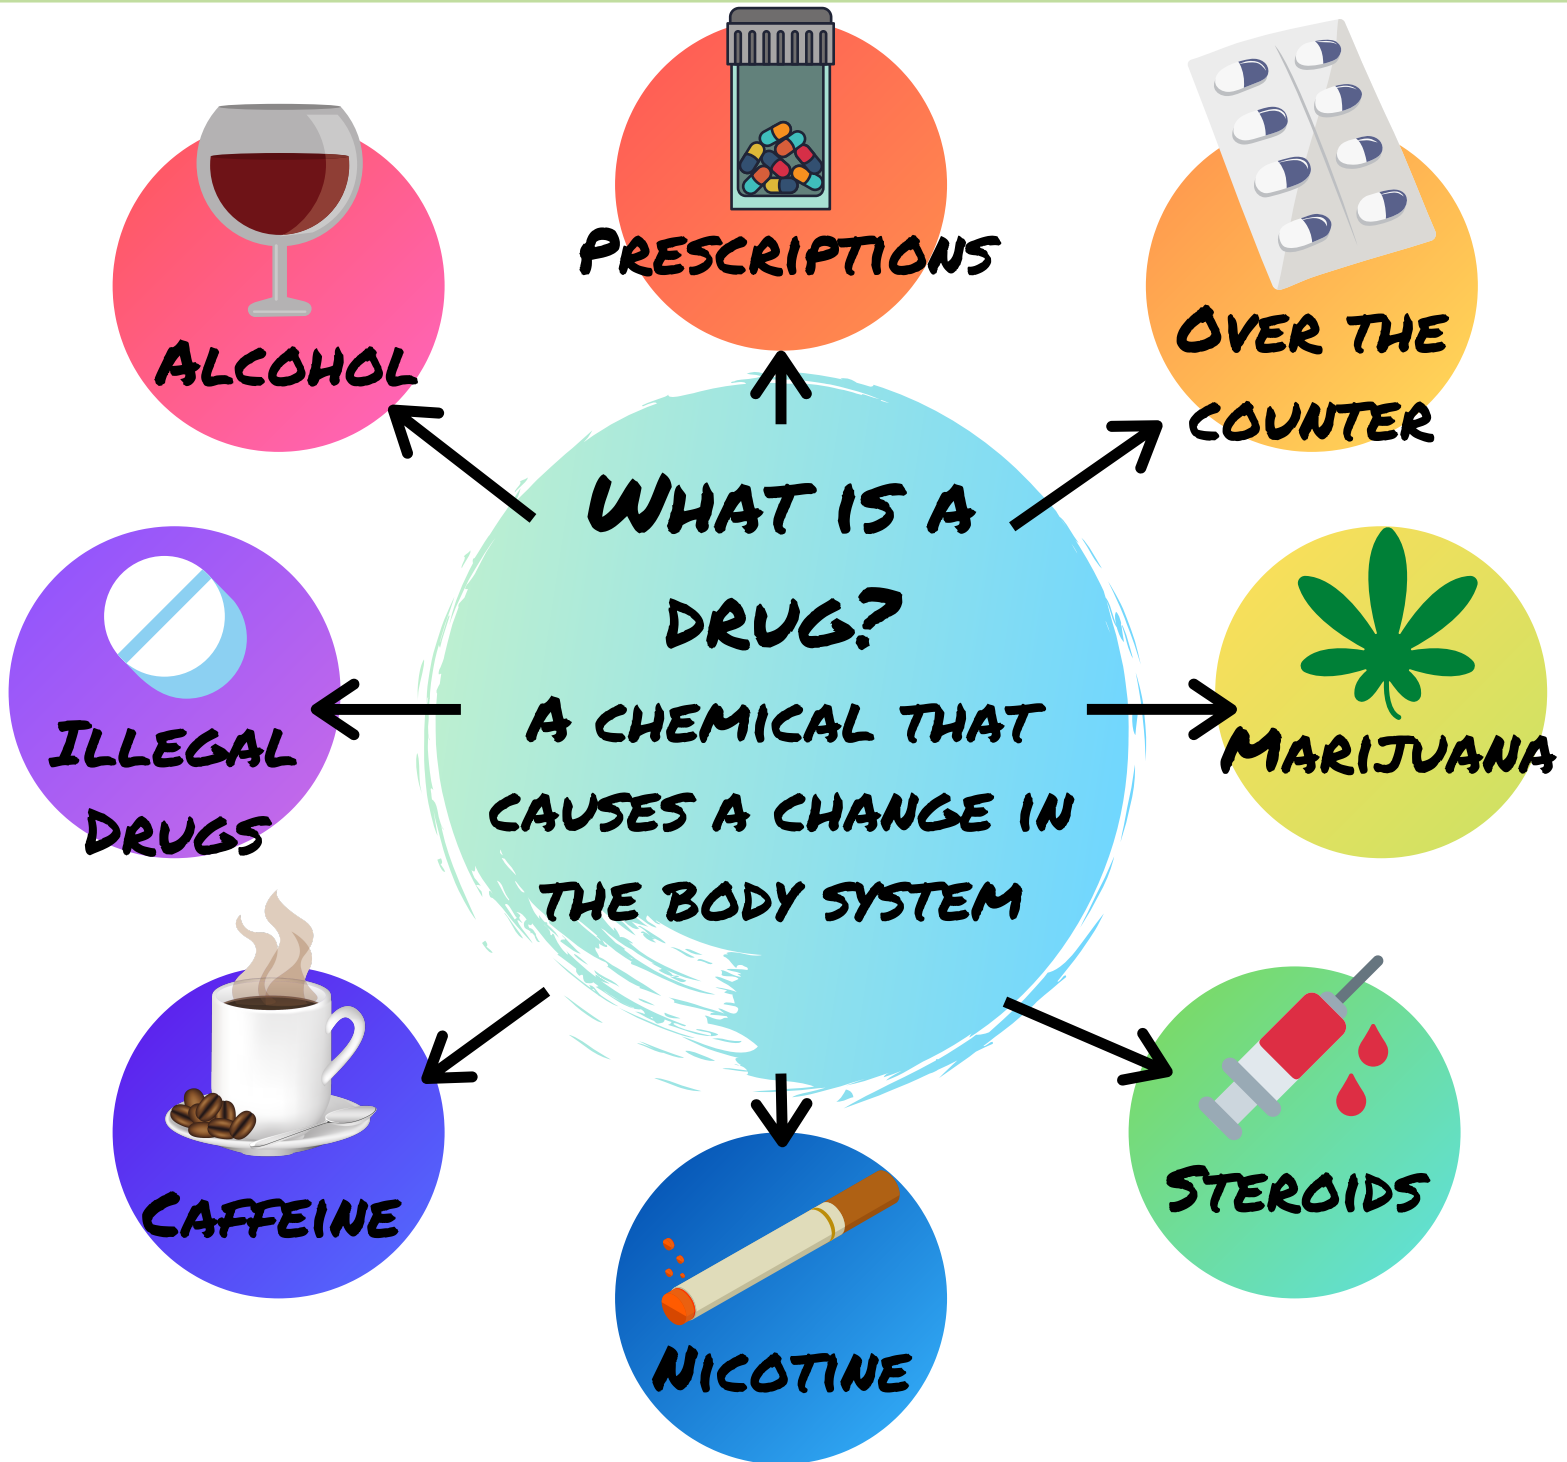 What is a
drug?
A chemical that
causes a change in
the body system
Prescriptions
Over the
counter
Marijuana
Steroids
Nicotine
Caffeine
Illegal
Drugs
Alcohol